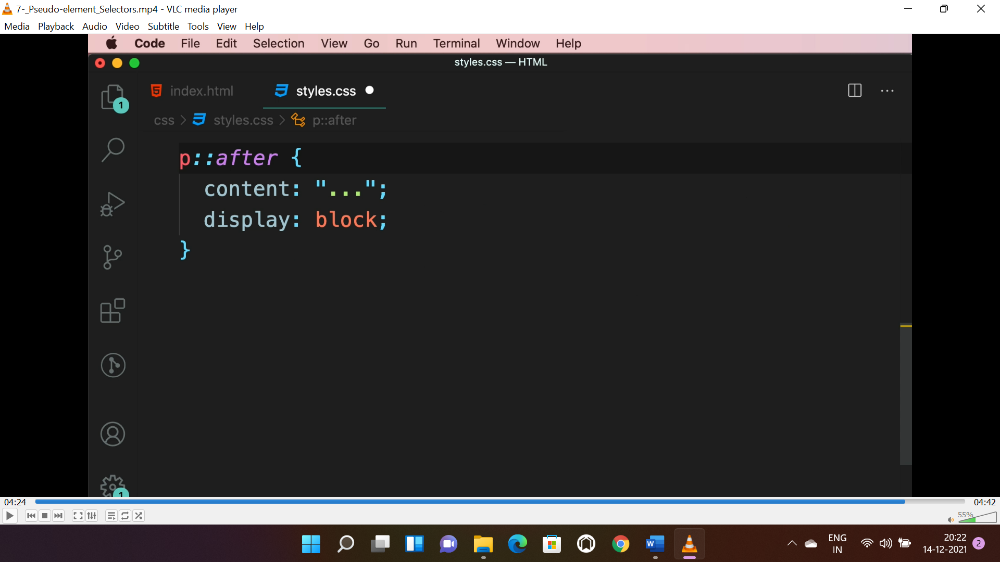 7-_Pseudo-element_Selectors.mp4 - VLC media player
Media Playback Audio Video Subtitle Tools View Help
Code File Edit Selection View Go Run Terminal Window Help
styles.css — HTML
index.html styles.css
1
css > styles.css > p::after
p::after {
content: "...";
display: block;
}
1
04:24 04:42
55%
ENG
IN
20:22
14-12-2021
2